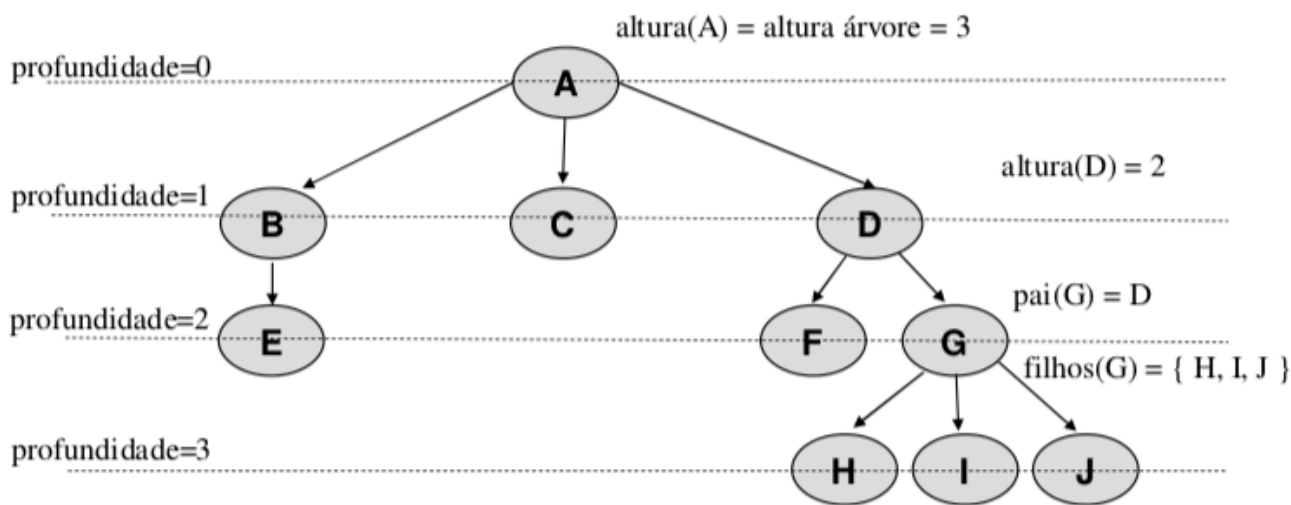 altura(A) = altura árvore = 3
profundidade=0
A
altura(D) = 2
profundidade=1
B
C
D
pai(G) = D
profundidade=2
E
F
G
filhos(G) = { H, I, J }
profundidade=3
H
I
J